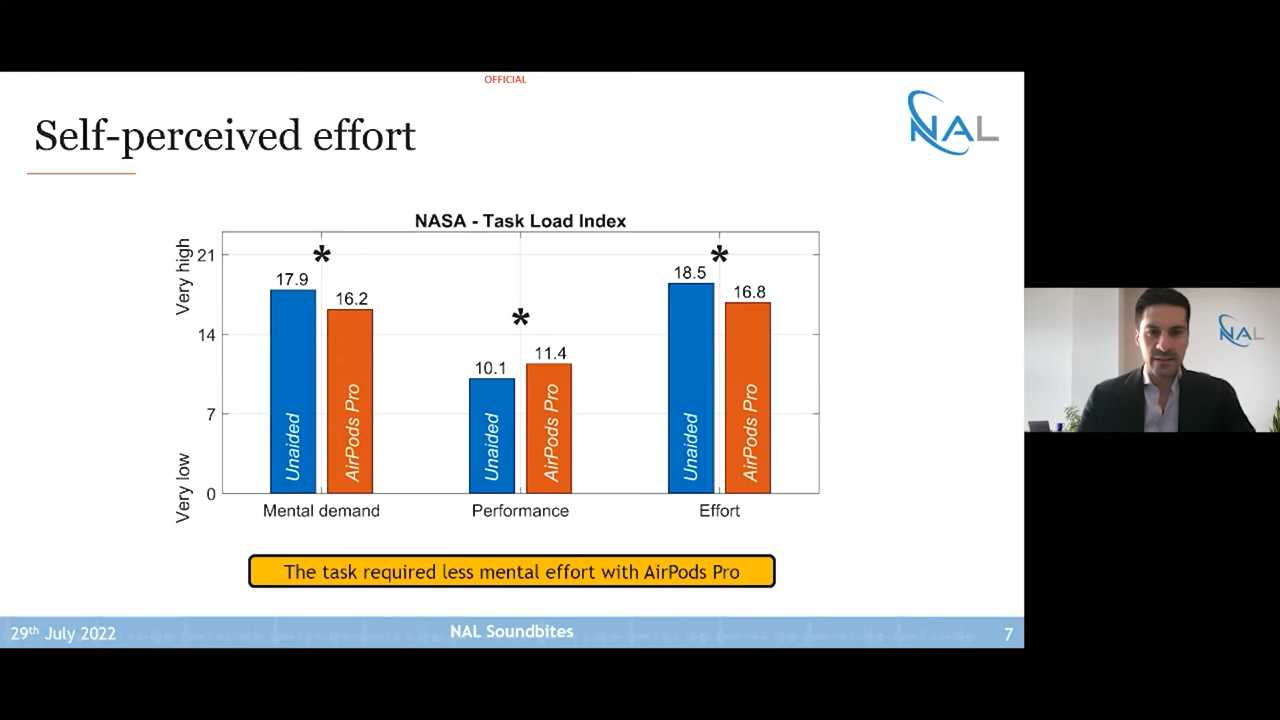 OFFICIAL
Self-perceived effort
NAL
NASA - Task Load Index
Very high
Very low
21
14
7
0
17.9
16.2
10.1
11.4
18.5
16.8
Unaided
AirPods Pro
Unaided
AirPods Pro
Unaided
AirPods Pro
*
*
*
Mental demand
Performance
Effort
The task required less mental effort with AirPods Pro
29th July 2022
NAL Soundbites
7
NAL